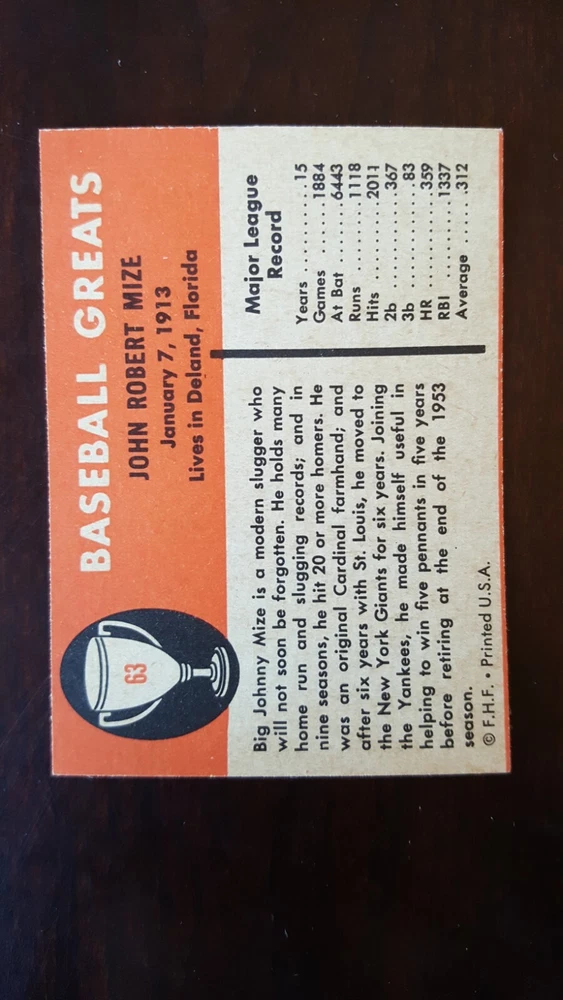 BASEBALL GREATS
JOHN ROBERT MIZE
January 7, 1913
Lives in Deland, Florida
63
Big Johnny Mize is a modern slugger who
will not soon be forgotten. He holds many
home run and slugging records; and in
nine seasons, he hit 20 or more homers. He
was an original Cardinal farmhand; and
after six years with St. Louis, he moved to
the New York Giants for six years. Joining
the Yankees, he made himself useful in
helping to win five pennants in five years
before retiring at the end of the 1953
season.
© F.H.F. • Printed U.S.A.
Major League
Record
Years ..........15
Games ........1884
At Bat ........6443
Runs .........1118
Hits ..........2011
2b ............367
3b .............83
HR ............359
RBI ..........1337
Average .......312